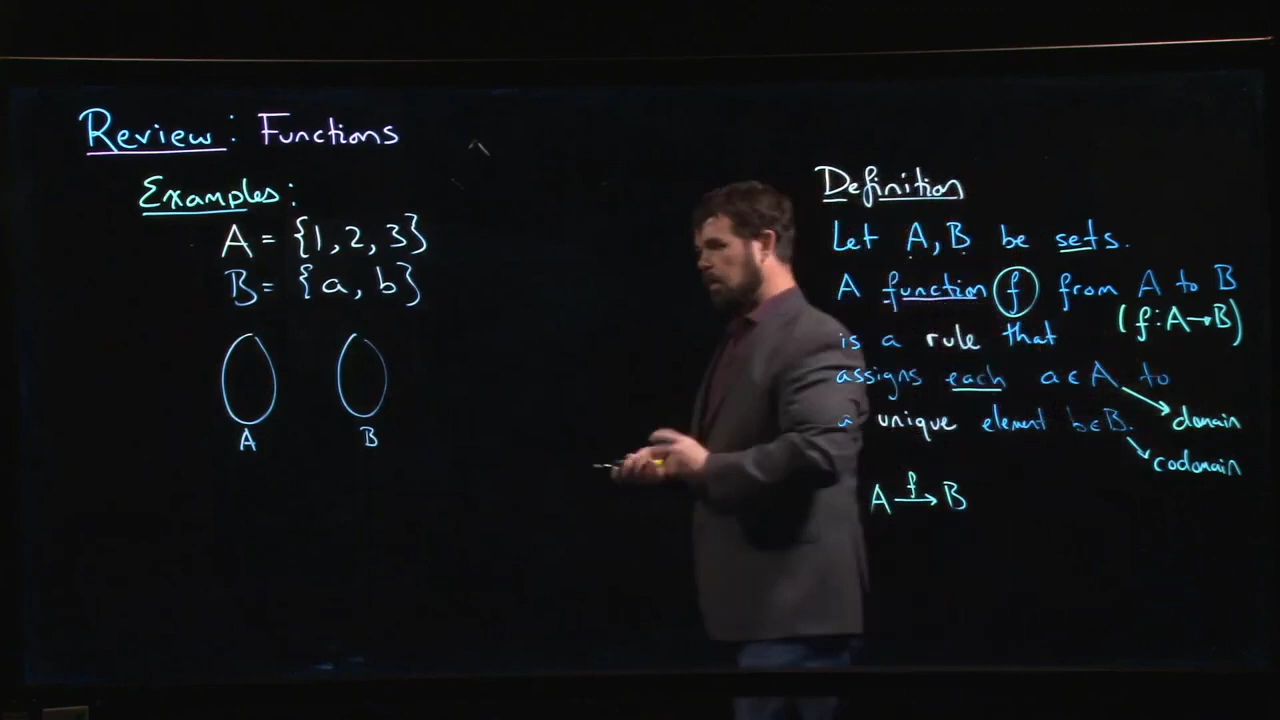 Review: Functions
Examples:
A = {1, 2, 3}
B = {a, b}
A B
Definition
Let A, B be sets.
A function f from A to B
(f: A→B)
is a rule that
assigns each a ∈ A to
domain
a unique element b ∈ B.
codomain
A f→ B